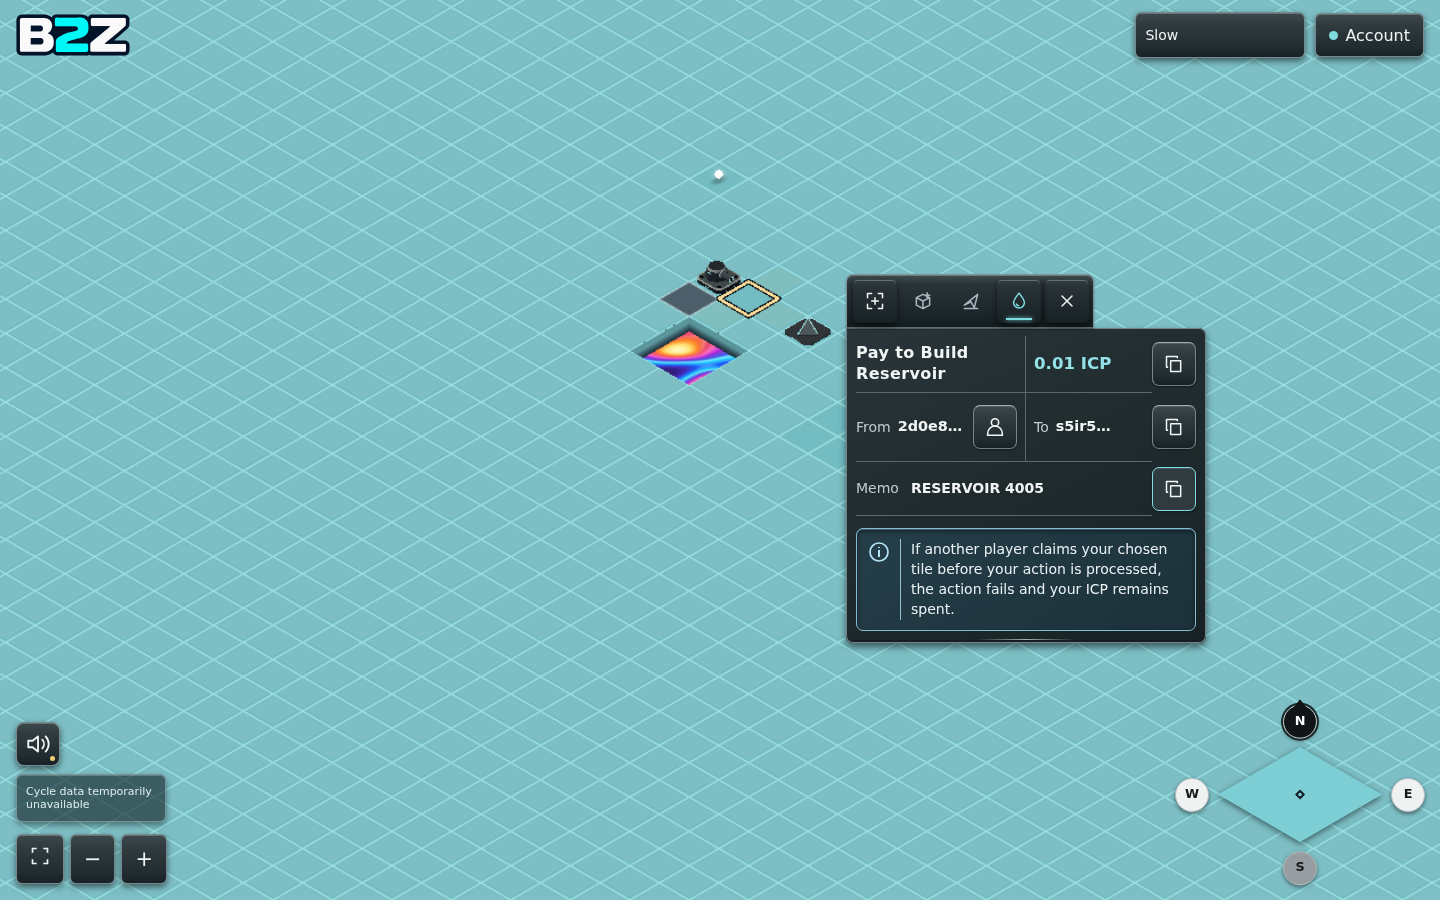 B2Z
Slow
Account
Pay to Build
Reservoir
0.01 ICP
From 2d0e8...
To s5ir5...
Memo RESERVOIR 4005
If another player claims your chosen
tile before your action is processed,
the action fails and your ICP remains
spent.
Cycle data temporarily
unavailable
N
W
E
S